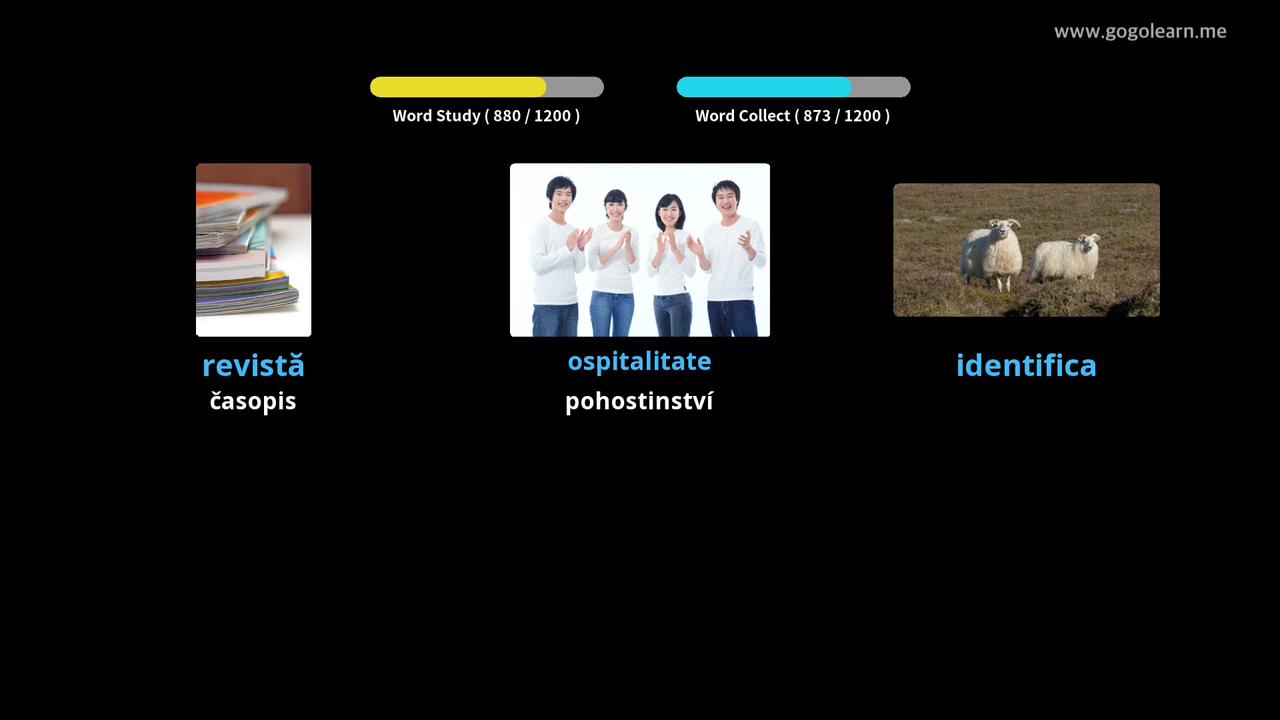 www.gogolearn.me
Word Study ( 880 / 1200 )
Word Collect ( 873 / 1200 )
revistă
časopis
ospitalitate
pohostinství
identifica